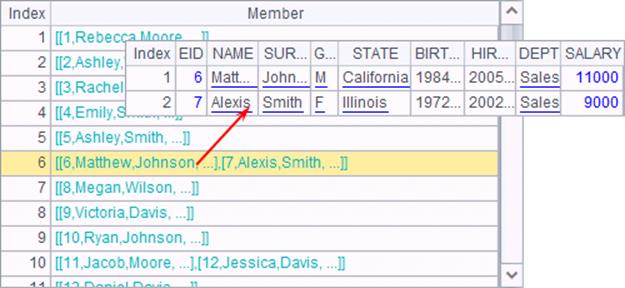 Index Member
1 [[1,Rebecca,Moore, ...]]
2 [[2,Ashley,
3 [[3,Rachel
4 [[4,Emily,Smith, ...]]
5 [[5,Ashley,Smith, ...]]
6 [[6,Matthew,Johnson, ...],[7,Alexis,Smith, ...]]
7 [[8,Megan,Wilson, ...]]
8 [[9,Victoria,Davis, ...]]
9 [[10,Ryan,Johnson, ...]]
10 [[11,Jacob,Moore, ...],[12,Jessica,Davis, ...]]
11 [[13,Daniel,Davis, ...]]
Index EID NAME SUR... G... STATE BIRT... HIR... DEPT SALARY
1 6 Matt... John... M California 1984... 2005... Sales 11000
2 7 Alexis Smith F Illinois 1972... 2002... Sales 9000